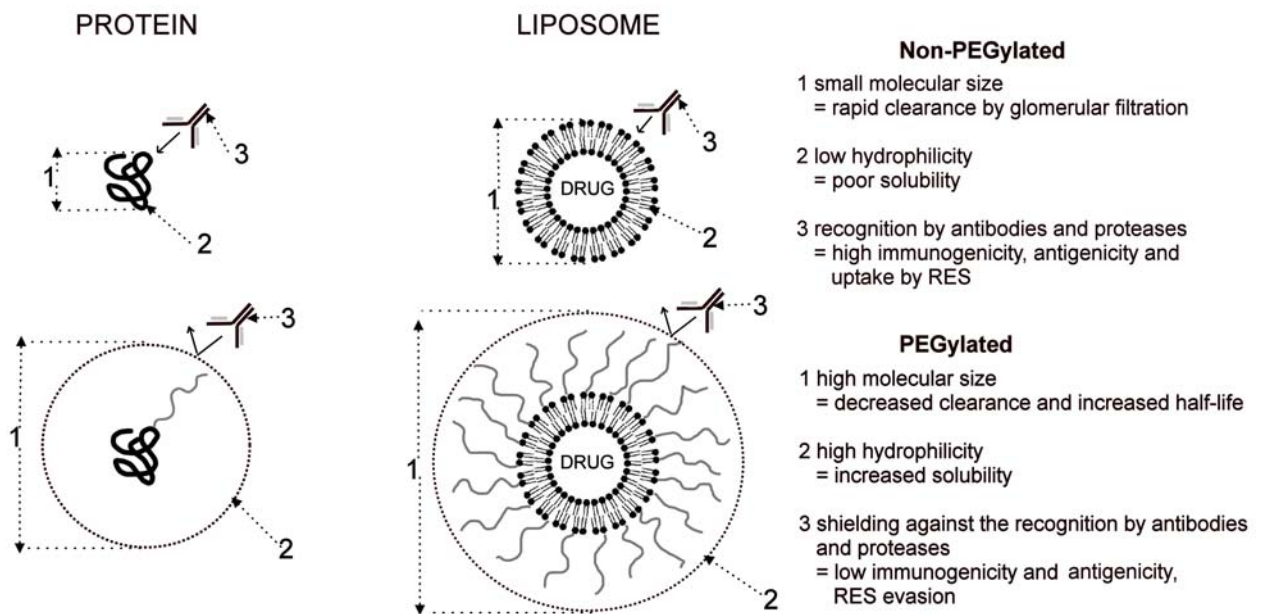 PROTEIN
LIPOSOME
3
1
2
3
1
DRUG
2
3
1
2
3
1
DRUG
2
Non-PEGylated
1 small molecular size
= rapid clearance by glomerular filtration
2 low hydrophilicity
= poor solubility
3 recognition by antibodies and proteases
= high immunogenicity, antigenicity and
uptake by RES
PEGylated
1 high molecular size
= decreased clearance and increased half-life
2 high hydrophilicity
= increased solubility
3 shielding against the recognition by antibodies
and proteases
= low immunogenicity and antigenicity,
RES evasion